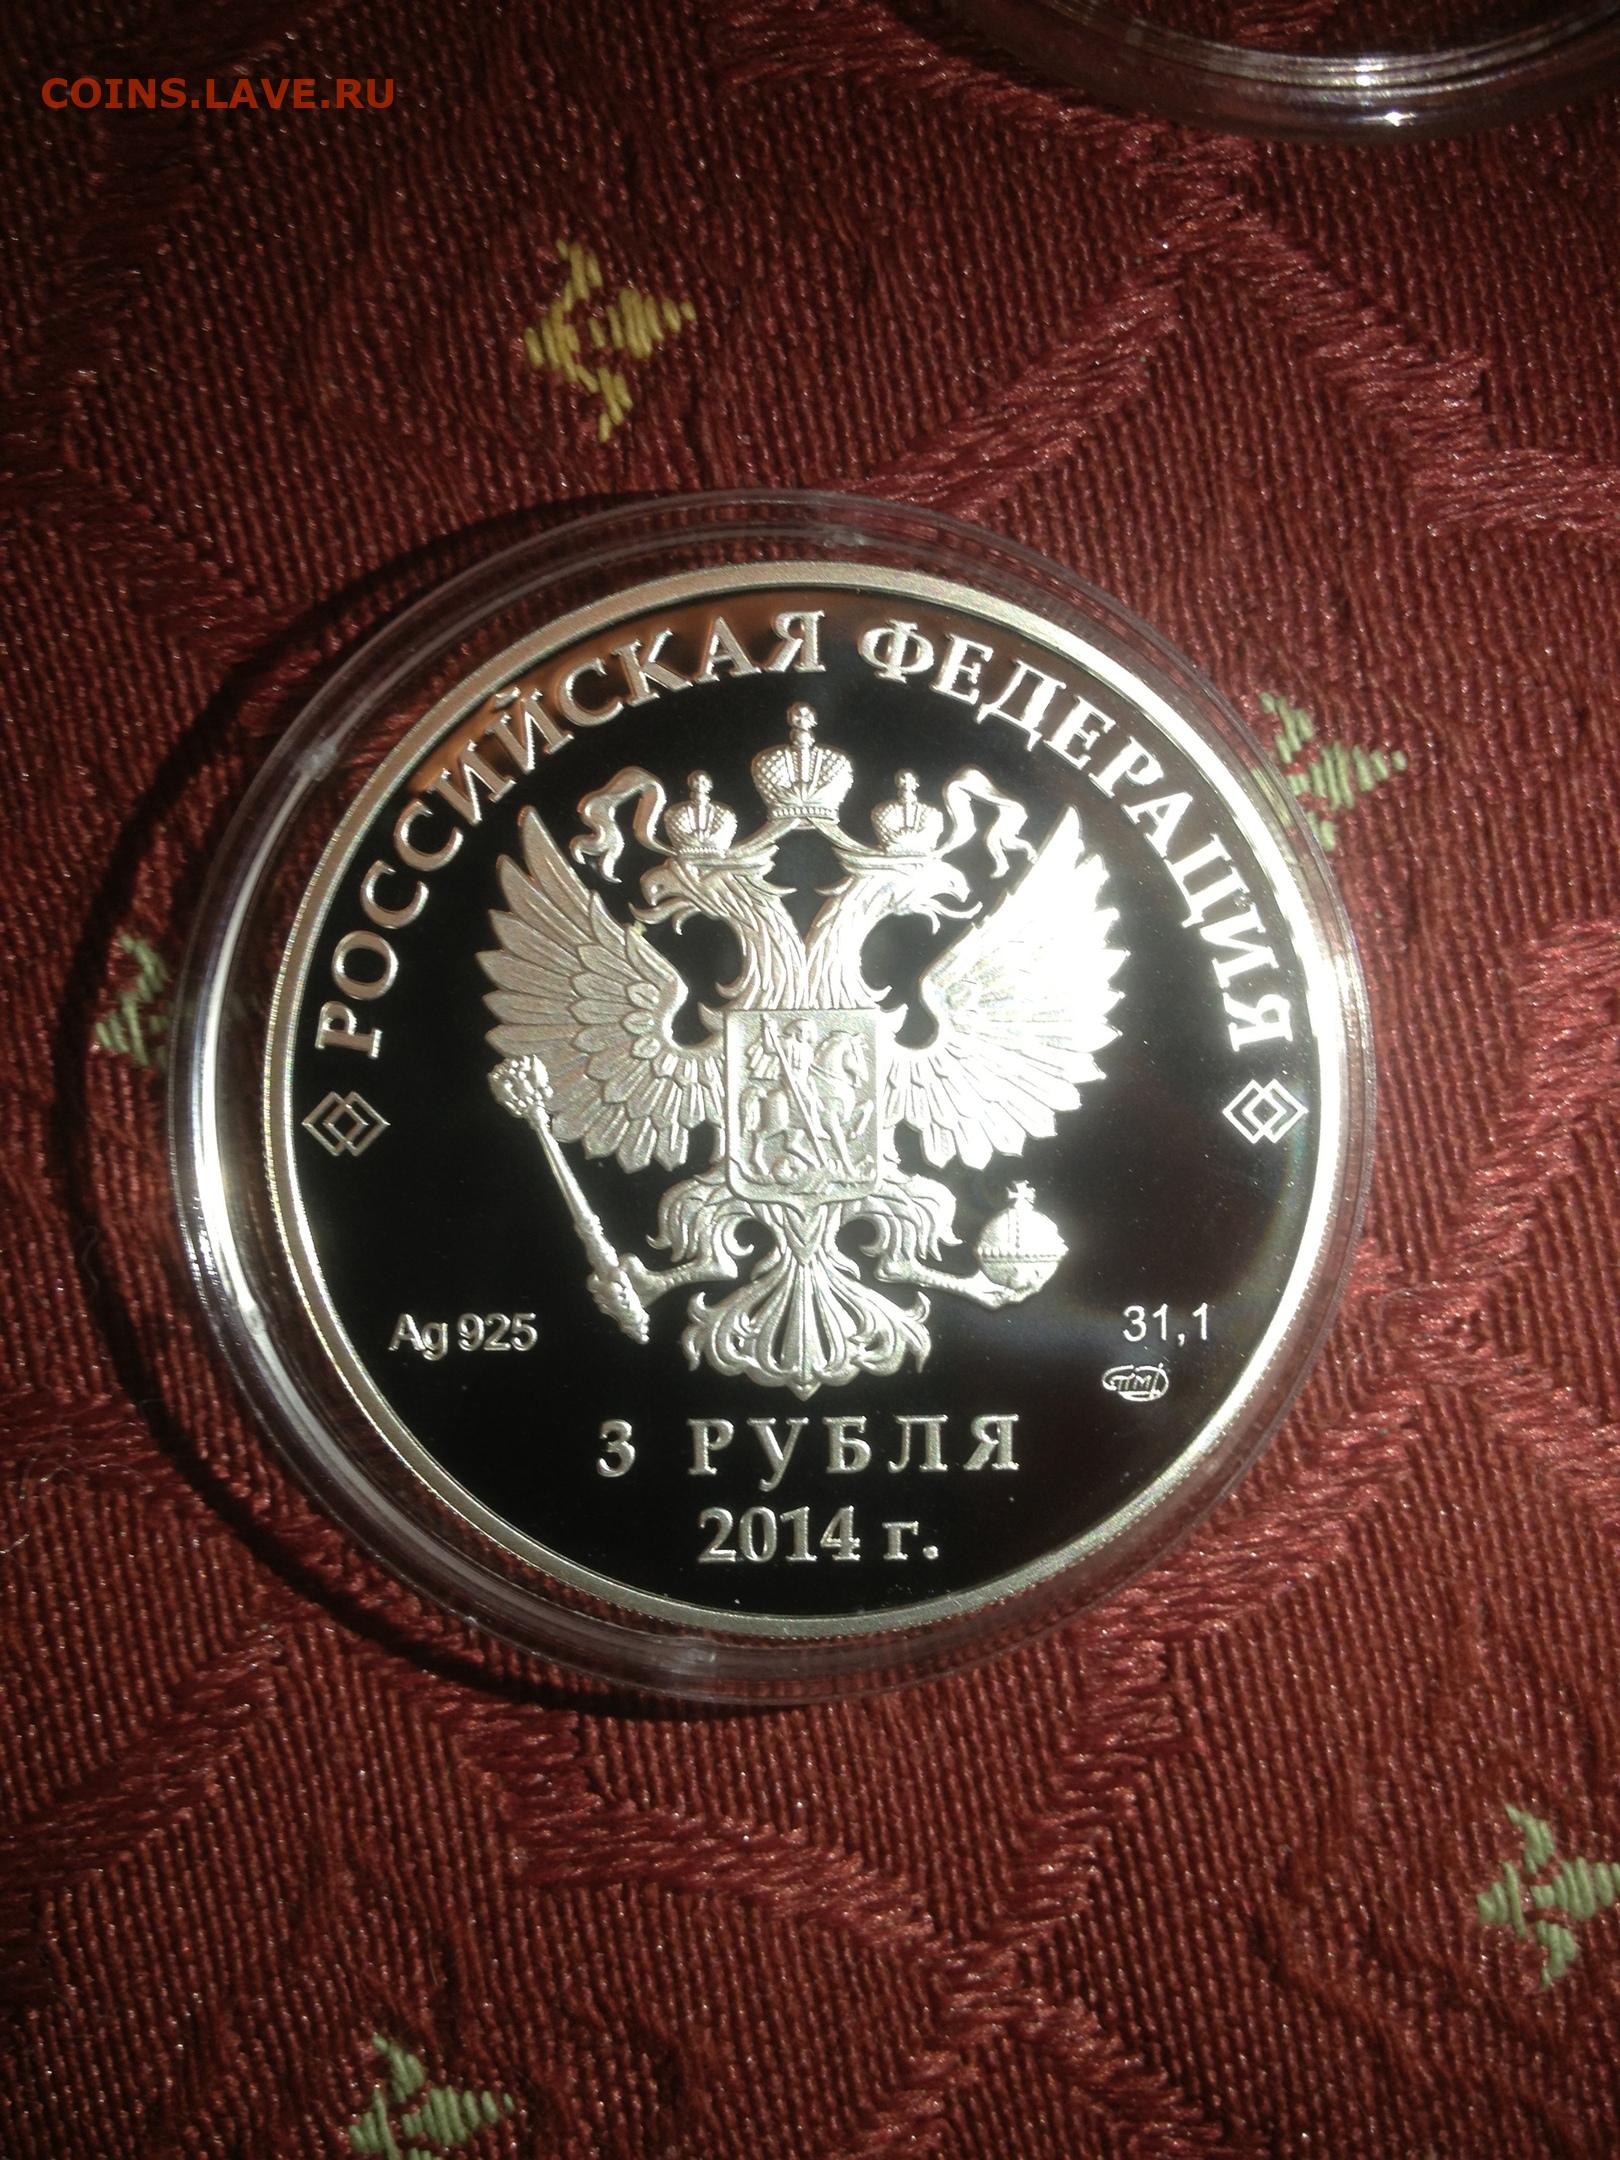 COINS.LAVE.RU
РОССИЙСКАЯ ФЕДЕРАЦИЯ
Ag 925
31,1
3 РУБЛЯ
2014 г.